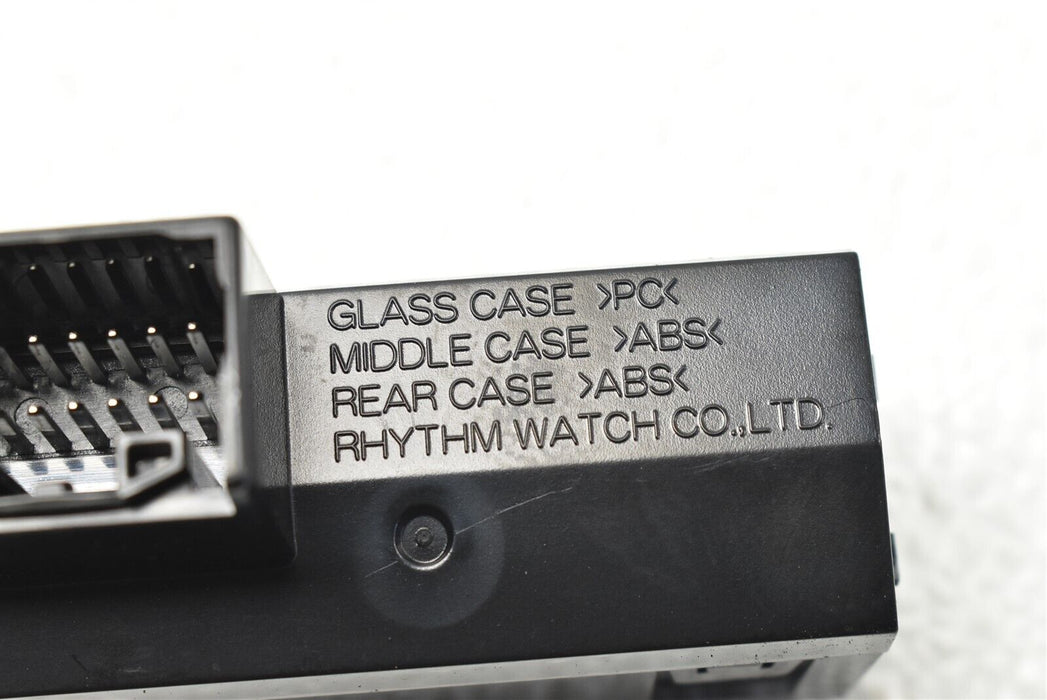 GLASS CASE >PC<
MIDDLE CASE >ABS<
REAR CASE >ABS<
RHYTHM WATCH CO.,LTD.